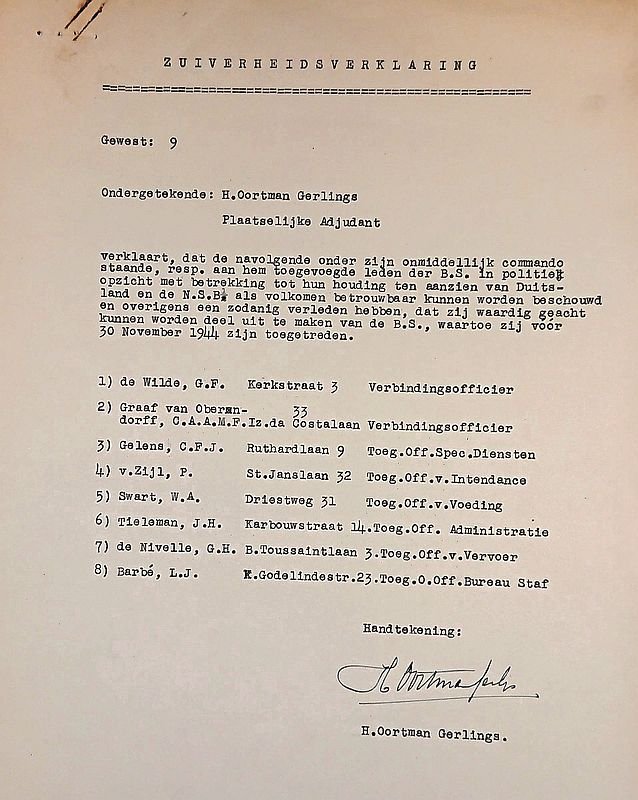 ZUIVERHEIDSVERKLARING
=======================================================
Gewest: 9
Ondergetekende: H.Oortman Gerlings
Plaatselijke Adjudant
verklaart, dat de navolgende onder zijn onmiddellijk commando
staande, resp. aan hem toegevoegde leden der B.S. in politiek
opzicht met betrekking tot hun houding ten aanzien van Duits-
land en de N.S.B. als volkomen betrouwbaar kunnen worden beschouwd
en overigens een zodanig verleden hebben, dat zij waardig geacht
kunnen worden deel uit te maken van de B.S., waartoe zij vóór
30 November 1944 zijn toegetreden.
1) de Wilde, G.F. Kerkstraat 3 Verbindingsofficier
2) Graaf van Obernn- 33
dorff, C.A.A.M.F.Iz.da Costalaan Verbindingsofficier
3) Gelens, C.F.J. Ruthardlaan 9 Toeg.Off.Spec.Diensten
4) v.Zijl, P. St.Janslaan 32 Toeg.Off.v.Intendance
5) Swart, W.A. Driestweg 31 Toeg.Off.v.Voeding
6) Tieleman, J.H. Karbouwstraat 14.Toeg.Off. Administratie
7) de Nivelle, G.H. B.Toussaintlaan 3.Toeg.Off.v.Vervoer
8) Barbé, L.J. K.Godelindestr.23.Toeg.O.Off.Bureau Staf
Handtekening:
H Oortman Gerlings
H.Oortman Gerlings.